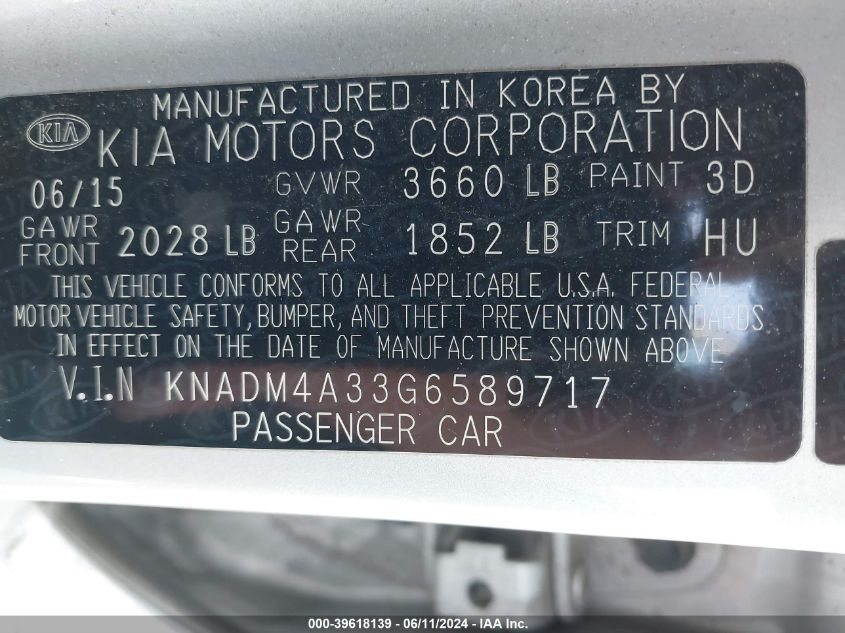 MANUFACTURED IN KOREA BY
KIA KIA MOTORS CORPORATION
06/15 GVWR 3660 LB PAINT 3D
GAWR FRONT 2028 LB GAWR REAR 1852 LB TRIM HU
THIS VEHICLE CONFORMS TO ALL APPLICABLE U.S.A. FEDERAL
MOTOR VEHICLE SAFETY, BUMPER, AND THEFT PREVENTION STANDARDS
IN EFFECT ON THE DATE OF MANUFACTURE SHOWN ABOVE
V.I.N KNADM4A33G6589717
PASSENGER CAR
000-39618139 - 06/11/2024 - IAA Inc.